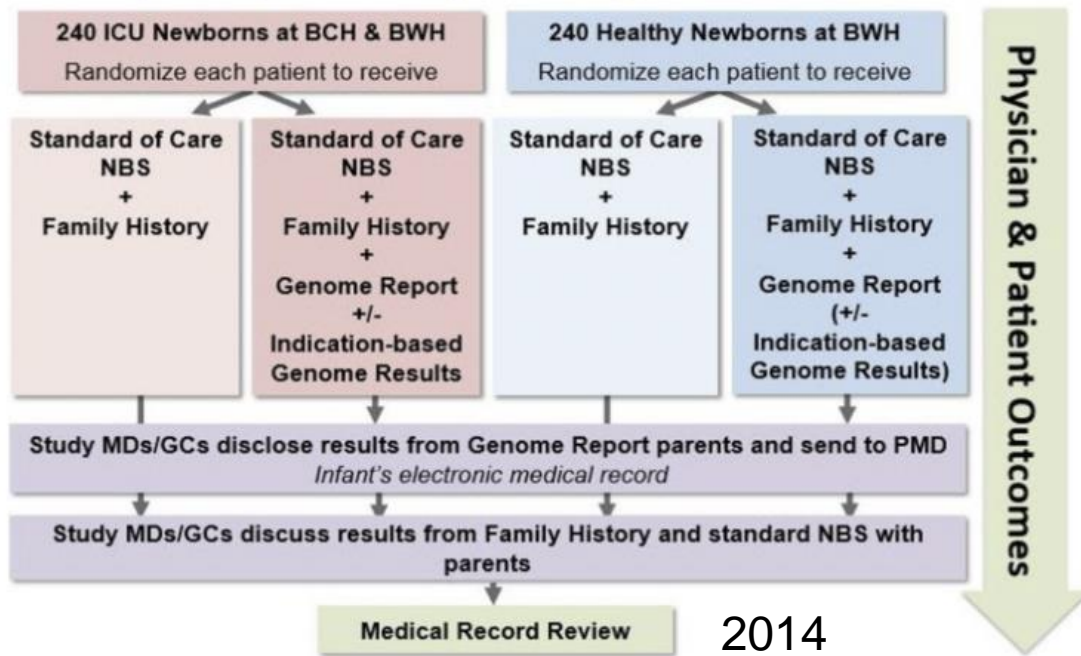 240 ICU Newborns at BCH & BWH
Randomize each patient to receive
240 Healthy Newborns at BWH
Randomize each patient to receive
Standard of Care
NBS
+
Family History
Standard of Care
NBS
+
Family History
+
Genome Report
+/-
Indication-based
Genome Results
Standard of Care
NBS
+
Family History
Standard of Care
NBS
+
Family History
+
Genome Report
(+/-
Indication-based
Genome Results)
Study MDs/GCs disclose results from Genome Report parents and send to PMD
Infant's electronic medical record
Study MDs/GCs discuss results from Family History and standard NBS with
parents
Medical Record Review
2014
Physician & Patient Outcomes